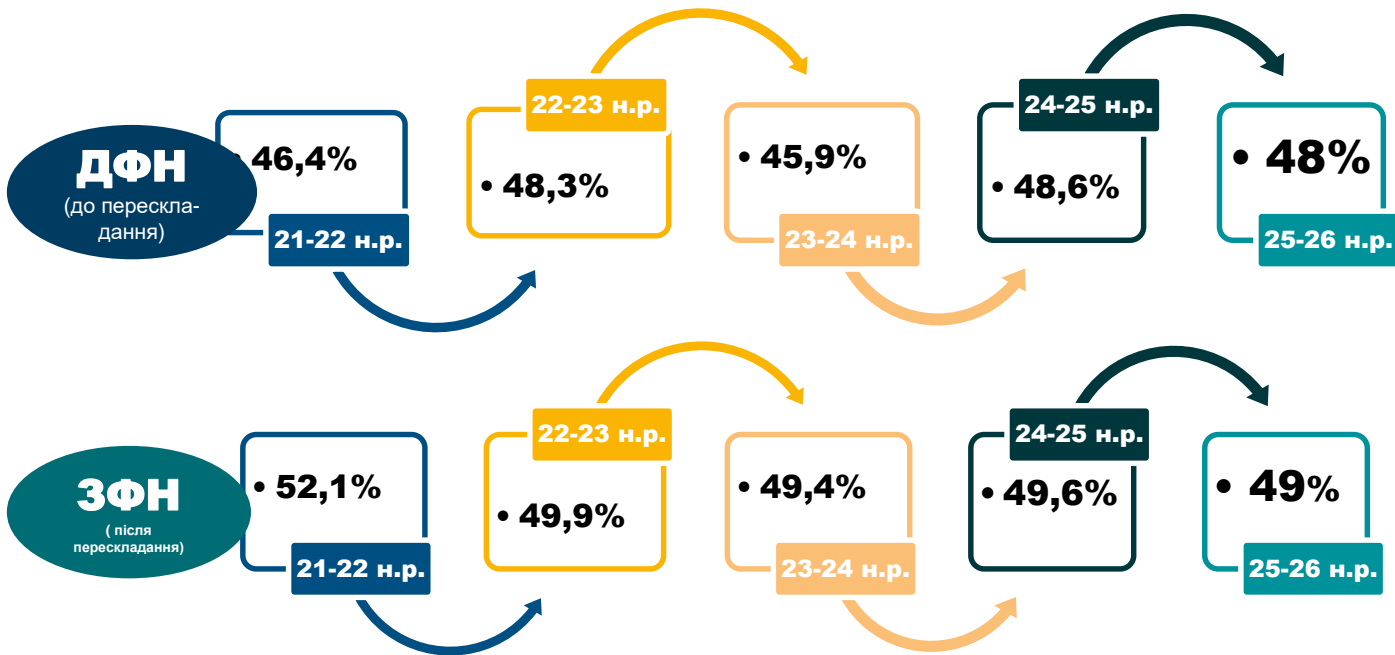 ДФН
(до перескла-
дання)
• 46,4%
21-22 н.р.
22-23 н.р.
• 48,3%
• 45,9%
23-24 н.р.
24-25 н.р.
• 48,6%
• 48%
25-26 н.р.
ЗФН
( після
перескладання)
• 52,1%
21-22 н.р.
22-23 н.р.
• 49,9%
• 49,4%
23-24 н.р.
24-25 н.р.
• 49,6%
• 49%
25-26 н.р.